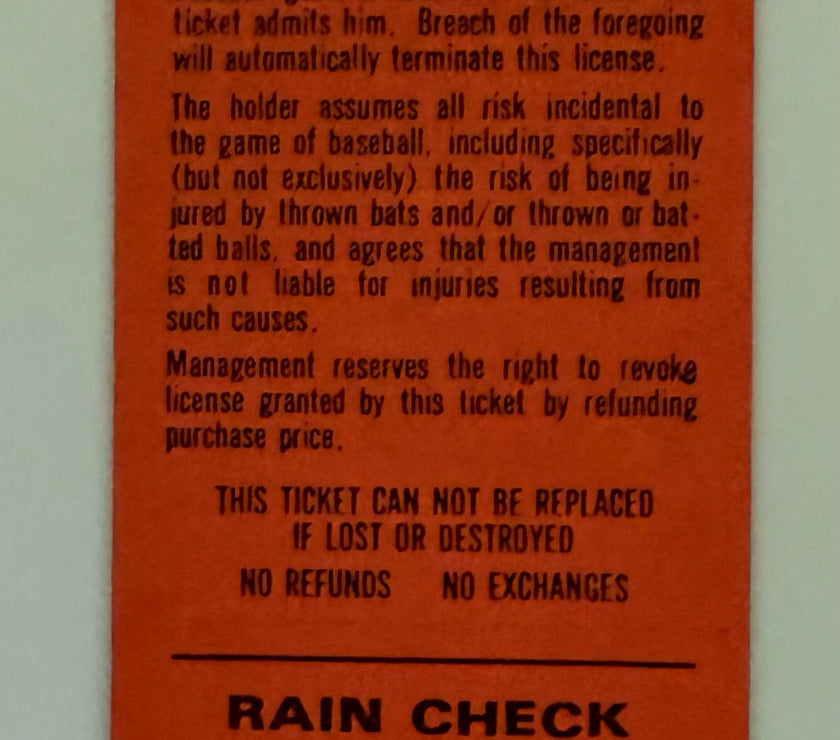 ticket admits him. Breach of the foregoing
will automatically terminate this license.
The holder assumes all risk incidental to
the game of baseball, including specifically
(but not exclusively) the risk of being in-
jured by thrown bats and/or thrown or bat-
ted balls, and agrees that the management
is not liable for injuries resulting from
such causes.
Management reserves the right to revoke
license granted by this ticket by refunding
purchase price.
THIS TICKET CAN NOT BE REPLACED
IF LOST OR DESTROYED
NO REFUNDS NO EXCHANGES
RAIN CHECK